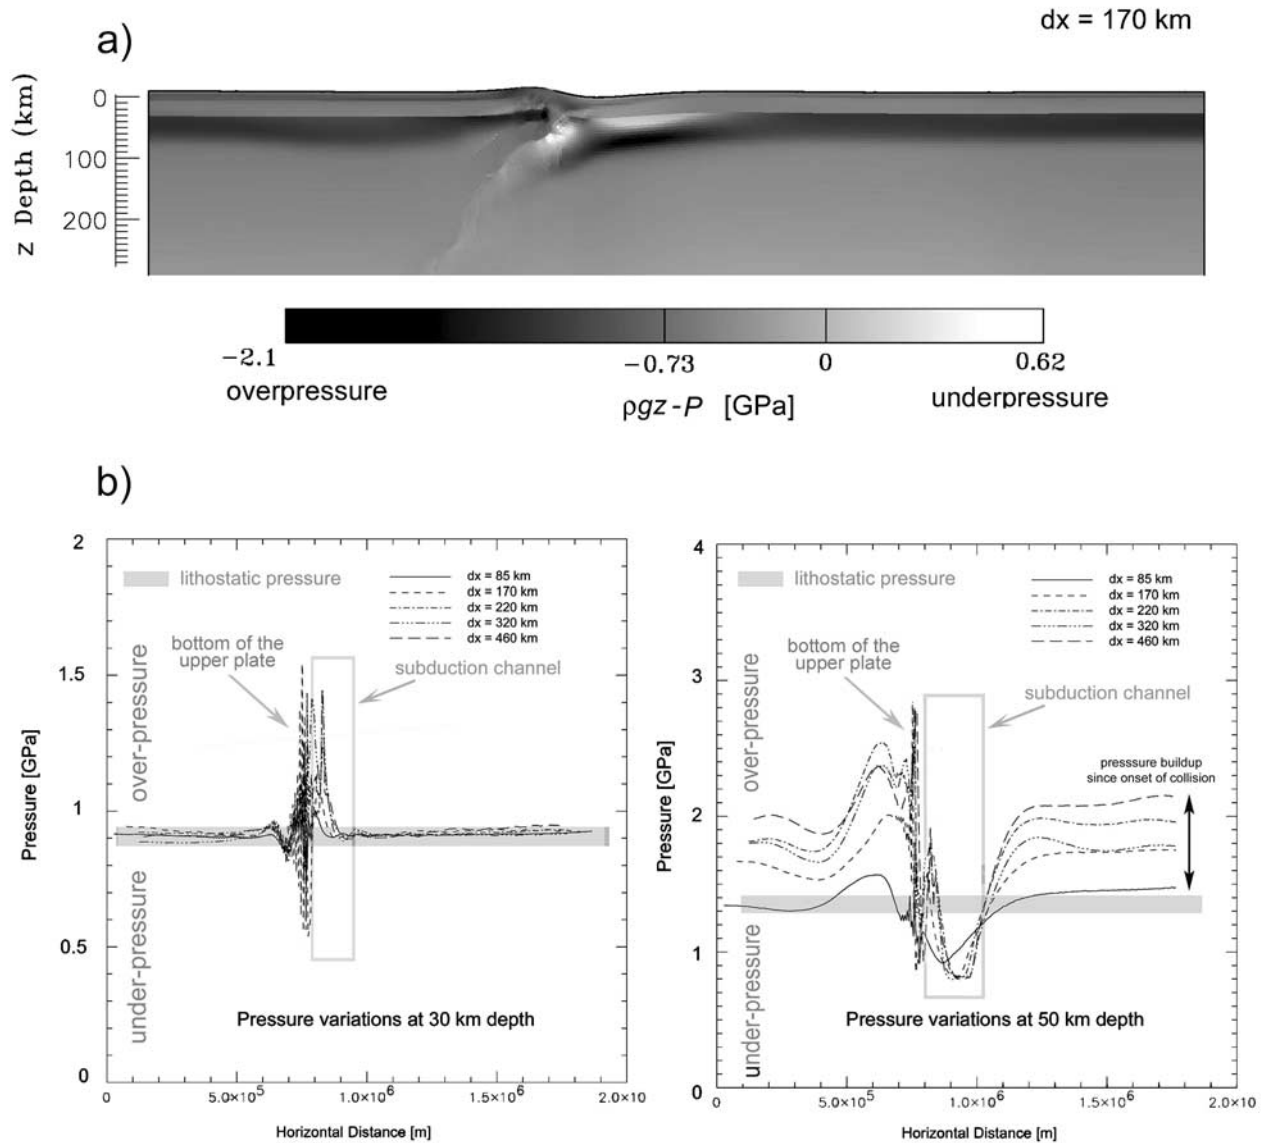 a)
dx = 170 km
z Depth (km)
0
100
200
-2.1
-0.73
0
0.62
overpressure
ρgz-P [GPa]
underpressure
b)
2
1.5
1
0.5
0
Pressure [GPa]
over-pressure
under-pressure
lithostatic pressure
dx = 85 km
dx = 170 km
dx = 220 km
dx = 320 km
dx = 460 km
bottom of the
upper plate
subduction channel
Pressure variations at 30 km depth
0
5.0×10⁵
1.0×10⁶
1.5×10⁶
2.0×10
Horizontal Distance [m]
4
3
2
1
0
Pressure [GPa]
over-pressure
under-pressure
lithostatic pressure
dx = 85 km
dx = 170 km
dx = 220 km
dx = 320 km
dx = 460 km
bottom of the
upper plate
subduction channel
presssure buildup
since onset of collision
Pressure variations at 50 km depth
0
5.0×10⁵
1.0×10⁶
1.5×10⁶
2.0×10
Horizontal Distance [m]